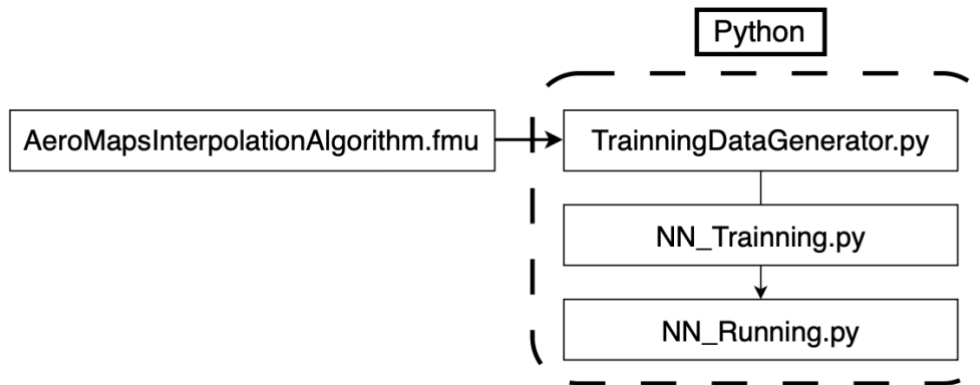 Python
AeroMapsInterpolationAlgorithm.fmu
TrainningDataGenerator.py
NN_Trainning.py
NN_Running.py